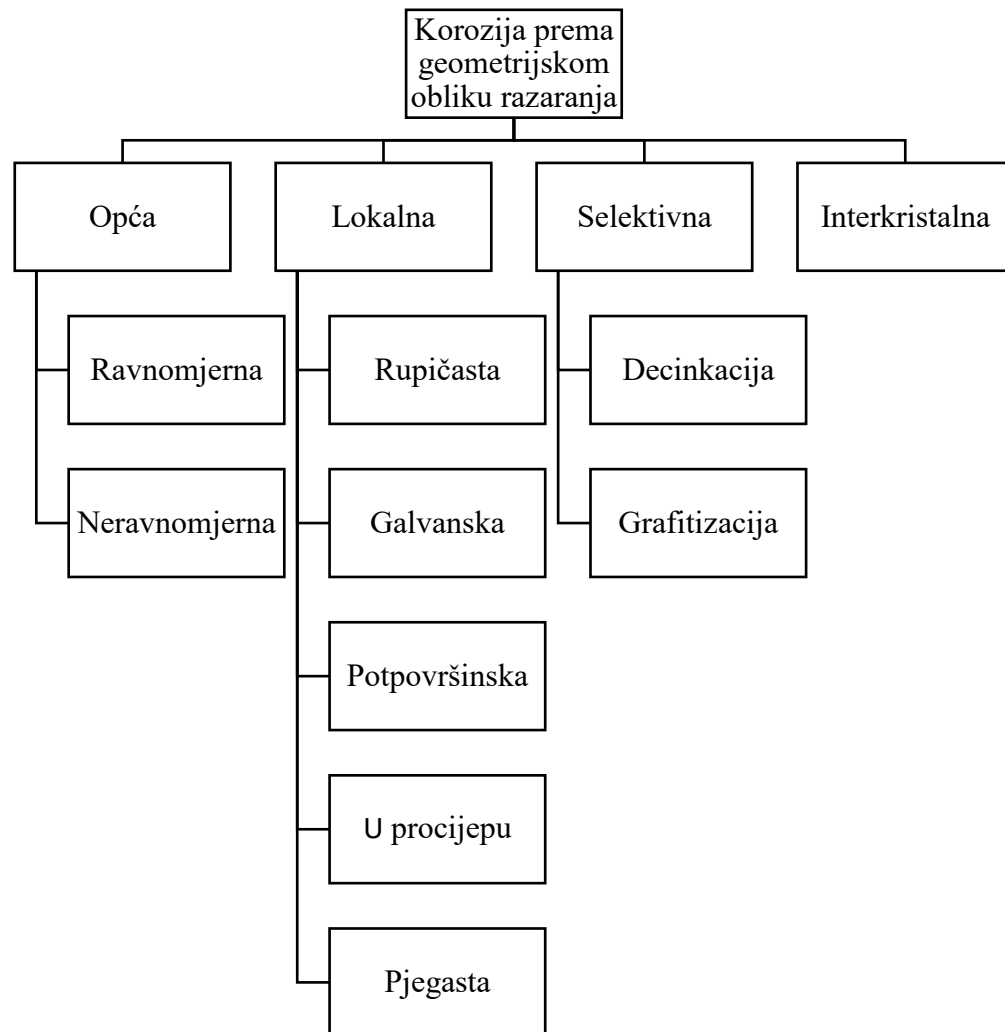 Korozija prema
geometrijskom
obliku razaranja
Opća
Lokalna
Selektivna
Interkristalna
Ravnomjerna
Neravnomjerna
Rupičasta
Galvanska
Potpovršinska
U procijepu
Pjegasta
Decinkacija
Grafitizacija